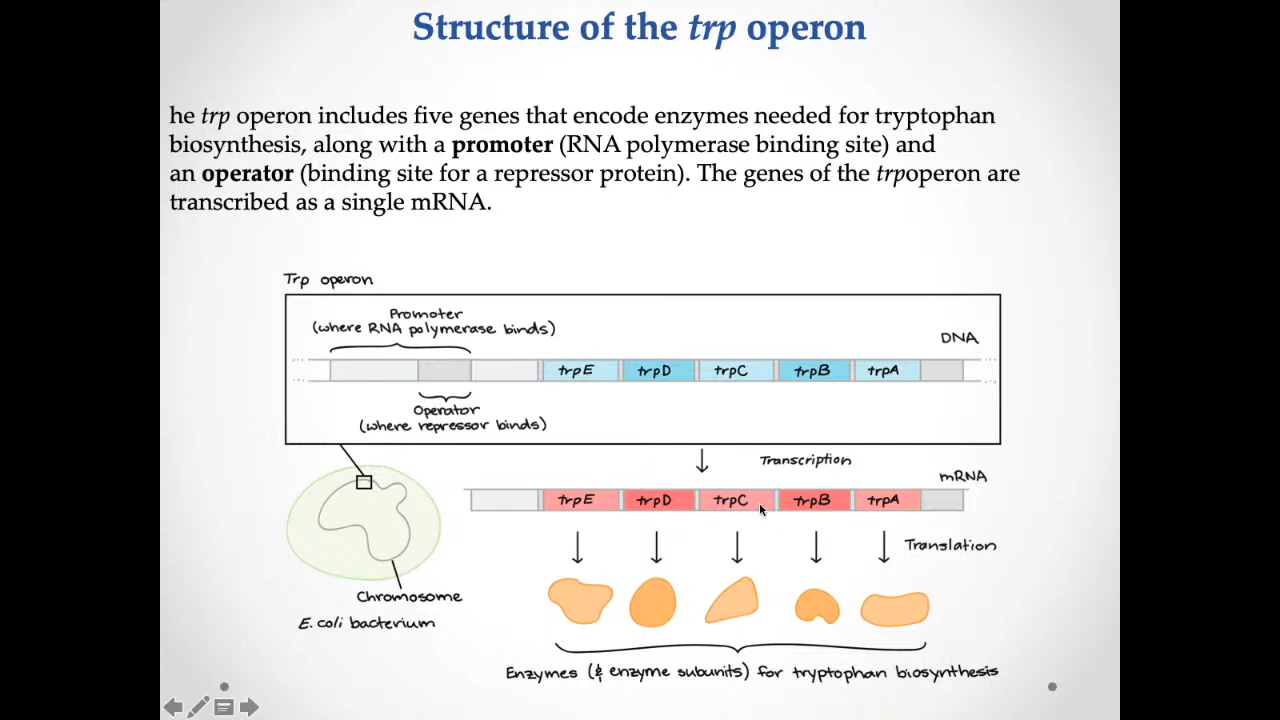 Structure of the trp operon
he trp operon includes five genes that encode enzymes needed for tryptophan
biosynthesis, along with a promoter (RNA polymerase binding site) and
an operator (binding site for a repressor protein). The genes of the trpoperon are
transcribed as a single mRNA.
Trp operon
Promoter
(where RNA polymerase binds)
DNA
trpE trpD trpC trpB trpA
Operator
(where repressor binds)
Transcription
mRNA
trpE trpD trpC trpB trpA
Translation
Chromosome
E. coli bacterium
Enzymes (& enzyme subunits) for tryptophan biosynthesis